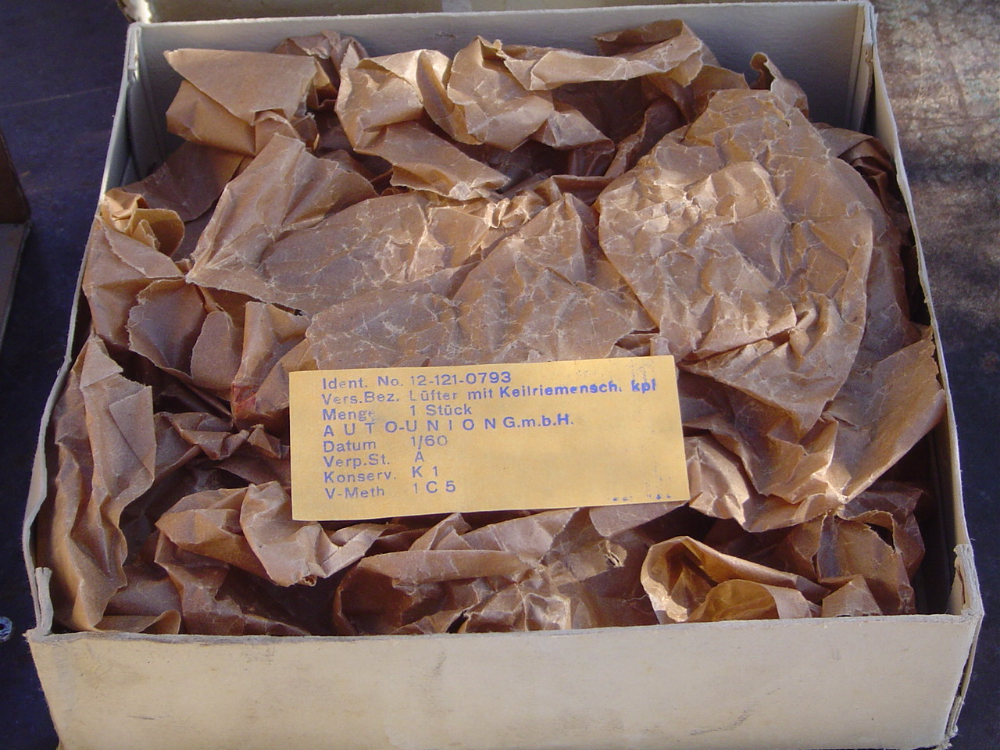 Ident. No. 12-121-0793
Vers.Bez. Lüfter mit Keilriemensch. kpl
Menge 1 Stück
A U T O-U N I O N G.m.b.H.
Datum 1/60
Verp.St. A
Konserv. K 1
V-Meth 1 C 5